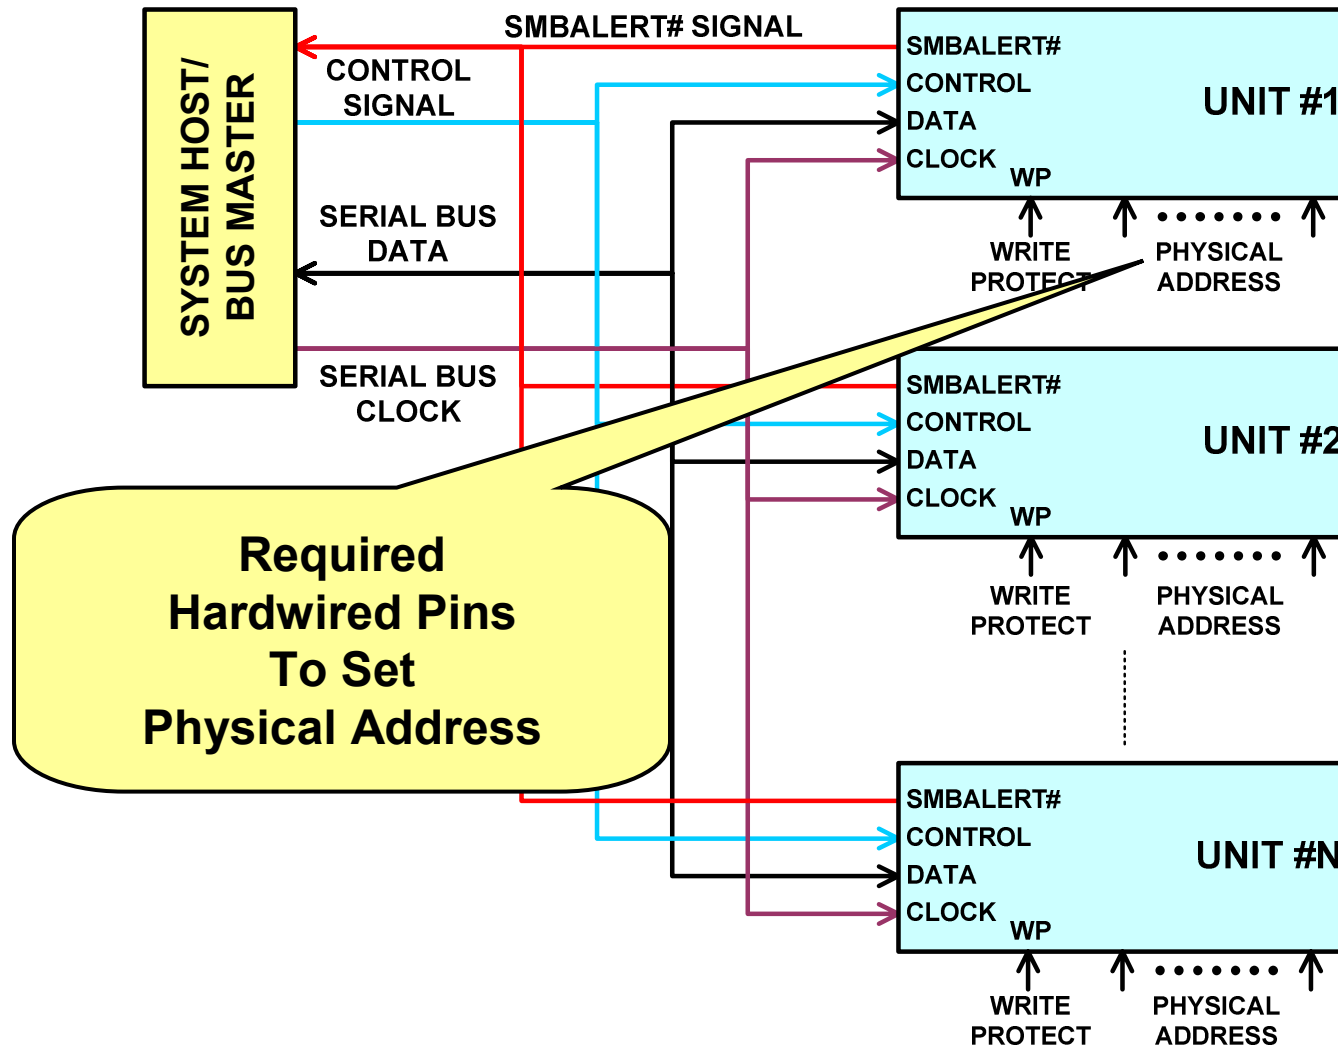 SMBALERT# SIGNAL
SYSTEM HOST/
BUS MASTER
CONTROL
SIGNAL
SERIAL BUS
DATA
SERIAL BUS
CLOCK
SMBALERT#
CONTROL
DATA
CLOCK
WP
UNIT #1
WRITE
PROTECT
PHYSICAL
ADDRESS
SMBALERT#
CONTROL
DATA
CLOCK
WP
UNIT #2
WRITE
PROTECT
PHYSICAL
ADDRESS
Required
Hardwired Pins
To Set
Physical Address
SMBALERT#
CONTROL
DATA
CLOCK
WP
UNIT #N
WRITE
PROTECT
PHYSICAL
ADDRESS